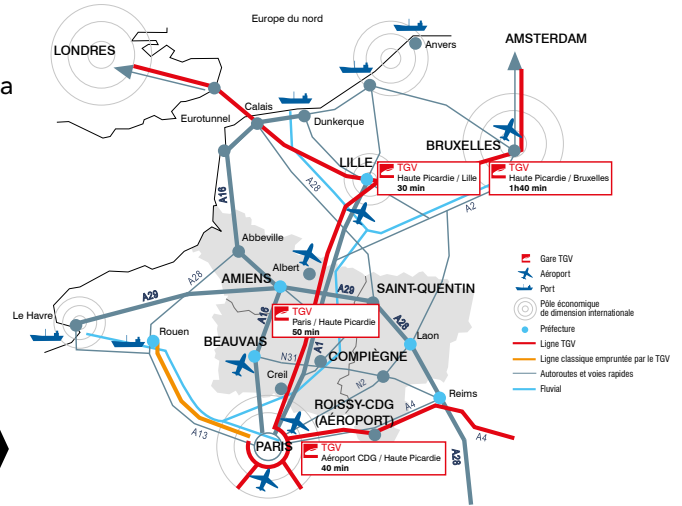 a
Europe du nord
LONDRES
Anvers
AMSTERDAM
Eurotunnel
Calais
Dunkerque
BRUXELLES
LILLE
TGV
Haute Picardie / Lille
30 min
TGV
Haute Picardie / Bruxelles
1h40 min
A28
A16
A2
Abbeville
A28
Albert
AMIENS
A29
A29
SAINT-QUENTIN
Le Havre
Rouen
A16
TGV
Paris / Haute Picardie
50 min
A28
Laon
BEAUVAIS
A1
N31
COMPIÈGNE
Creil
N2
Reims
ROISSY-CDG
(AÉROPORT)
A4
A13
A4
PARIS
TGV
Aéroport CDG / Haute Picardie
40 min
A28
Gare TGV
Aéroport
Port
Pôle économique
de dimension internationale
Préfecture
Ligne TGV
Ligne classique empruntée par le TGV
Autoroutes et voies rapides
Fluvial